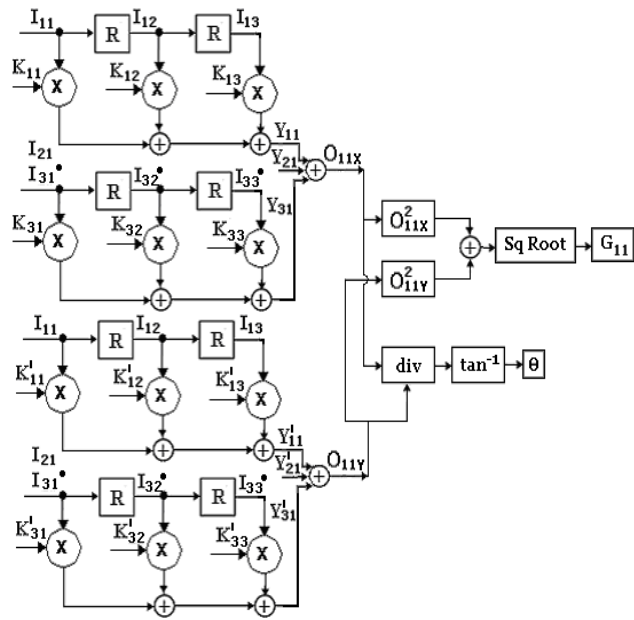 I11 I12 I13
R R
K11 K12 K13
X X X
+ + Y11
I21 Y21 + O11X
I31 I32 I33
R R
Y31
K31 K32 K33
X X X
+ +
O²11X
+ Sq Root G11
O²11Y
I11 I12 I13
R R
div tan⁻¹ θ
K'11 K'12 K'13
X X X
+ + Y'11
I21 Y'21 + O11Y
I31 I32 I33
R R
Y'31
K'31 K'32 K'33
X X X
+ +